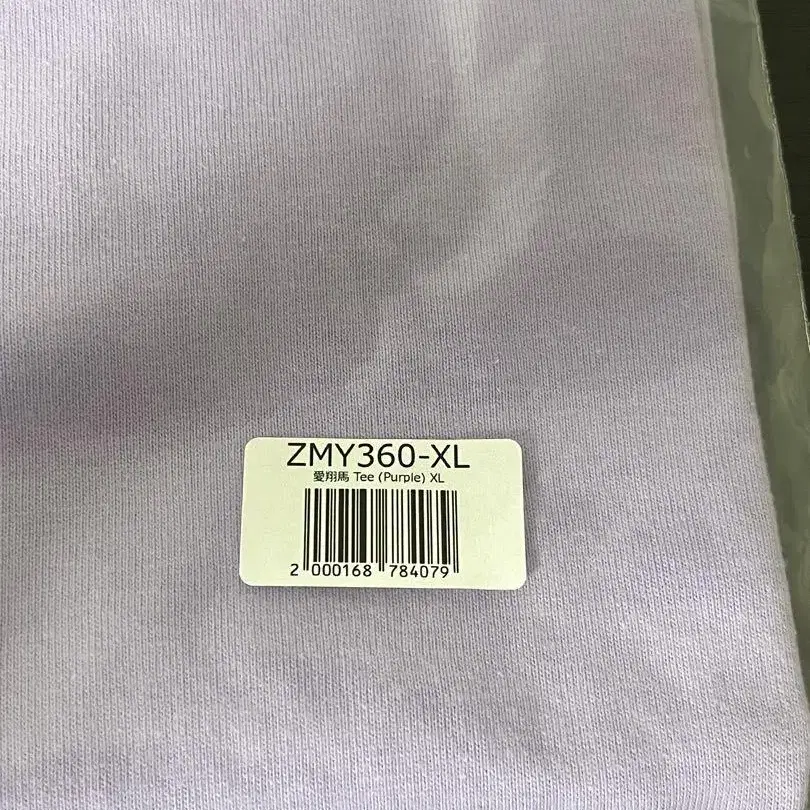 ZMY360-XL
愛翔馬 Tee (Purple) XL
2 000168 784079